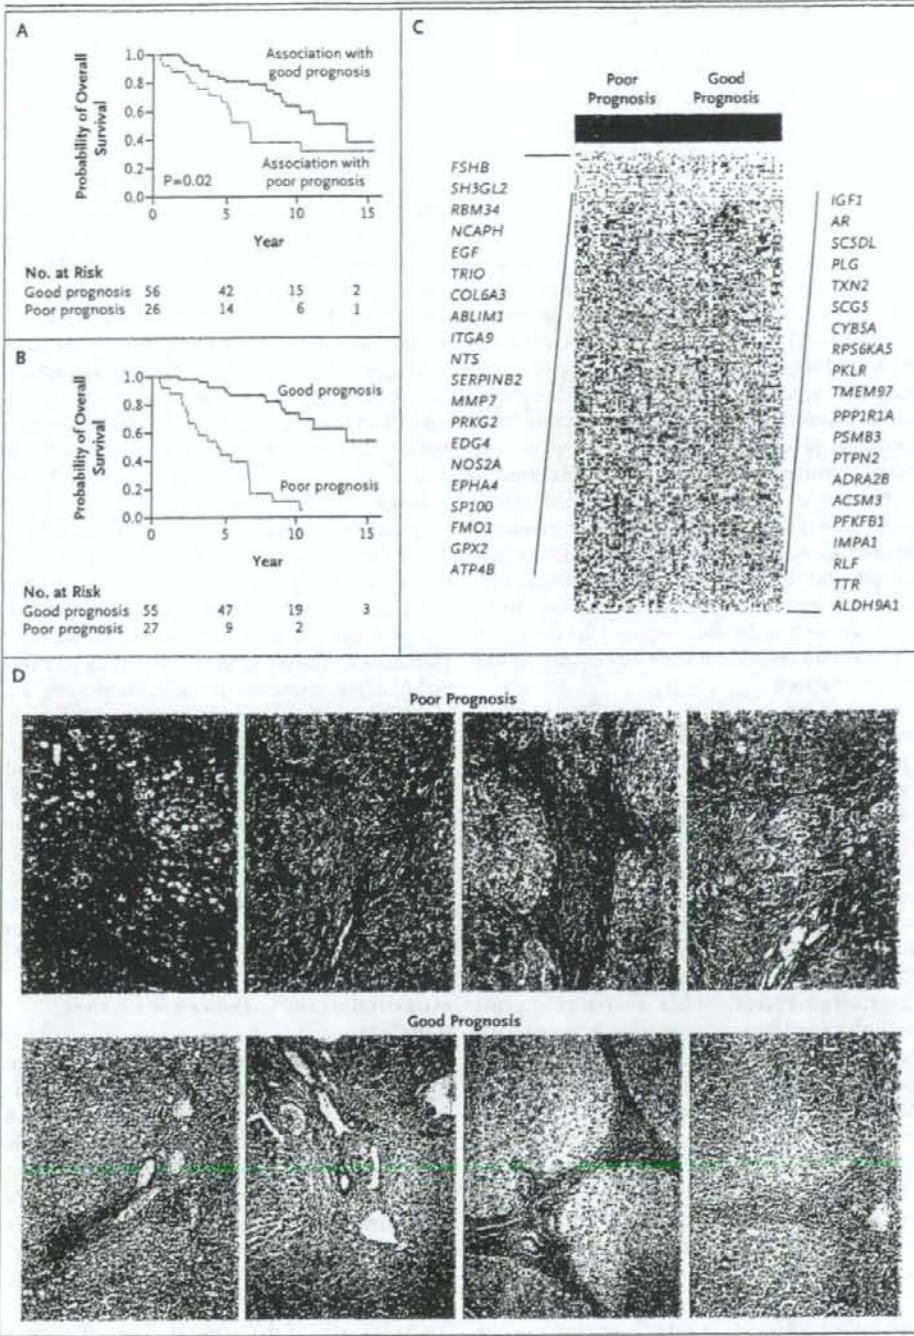 A
Probability of Overall
Survival
1.0
0.8
0.6
0.4
0.2
0.0
Association with
good prognosis
Association with
poor prognosis
P=0.02
0 5 10 15
Year
No. at Risk
Good prognosis 56 42 15 2
Poor prognosis 26 14 6 1
B
Probability of Overall
Survival
1.0
0.8
0.6
0.4
0.2
0.0
Good prognosis
Poor prognosis
0 5 10 15
Year
No. at Risk
Good prognosis 55 47 19 3
Poor prognosis 27 9 2
C
Poor
Prognosis
Good
Prognosis
FSHB
SH3GL2
RBM34
NCAPH
EGF
TRIO
COL6A3
ABLIM1
ITGA9
NTS
SERPINB2
MMP7
PRKG2
EDG4
NOS2A
EPHA4
SP100
FMO1
GPX2
ATP4B
IGF1
AR
SC5DL
PLG
TXN2
SCG5
CYB5A
RPS6KA5
PKLR
TMEM97
PPP1R1A
PSMB3
PTPN2
ADRA2B
ACSM3
PFKFB1
IMPA1
RLF
TTR
ALDH9A1
D
Poor Prognosis
Good Prognosis